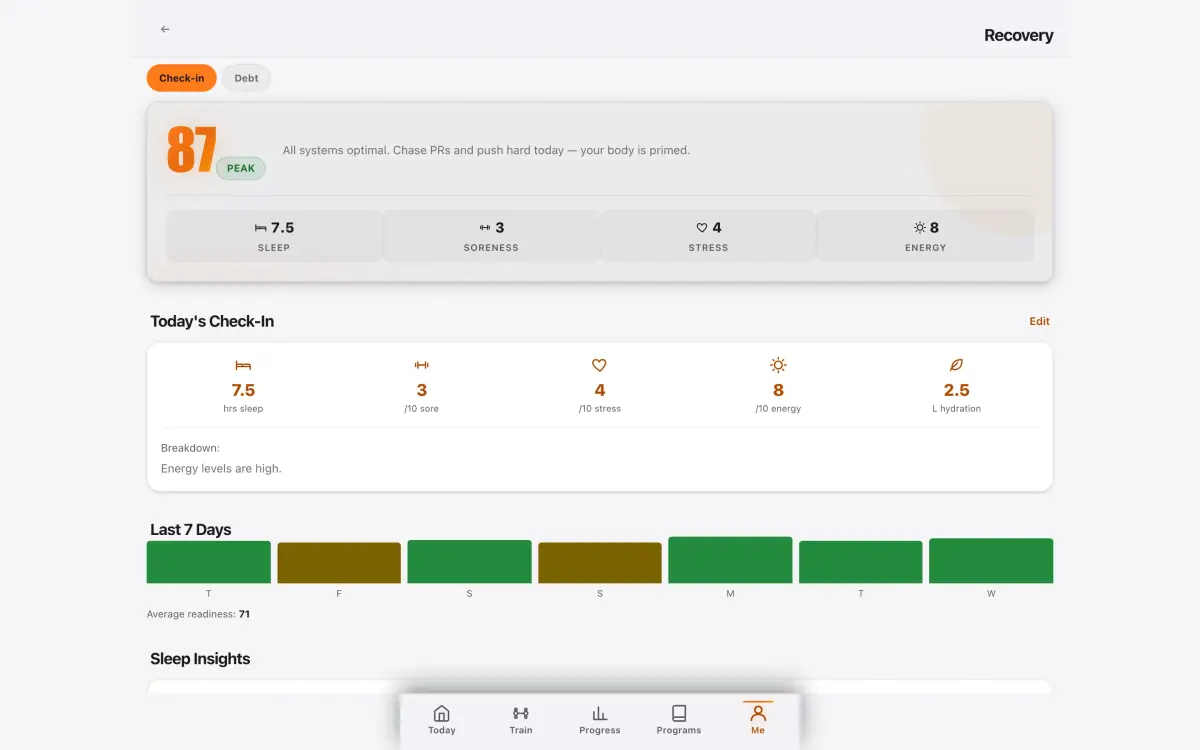 ←
Recovery
Check-in
Debt
87
PEAK
All systems optimal. Chase PRs and push hard today — your body is primed.
7.5
SLEEP
3
SORENESS
4
STRESS
8
ENERGY
Today's Check-In
Edit
7.5
hrs sleep
3
/10 sore
4
/10 stress
8
/10 energy
2.5
L hydration
Breakdown:
Energy levels are high.
Last 7 Days
T
F
S
S
M
T
W
Average readiness: 71
Sleep Insights
Today
Train
Progress
Programs
Me